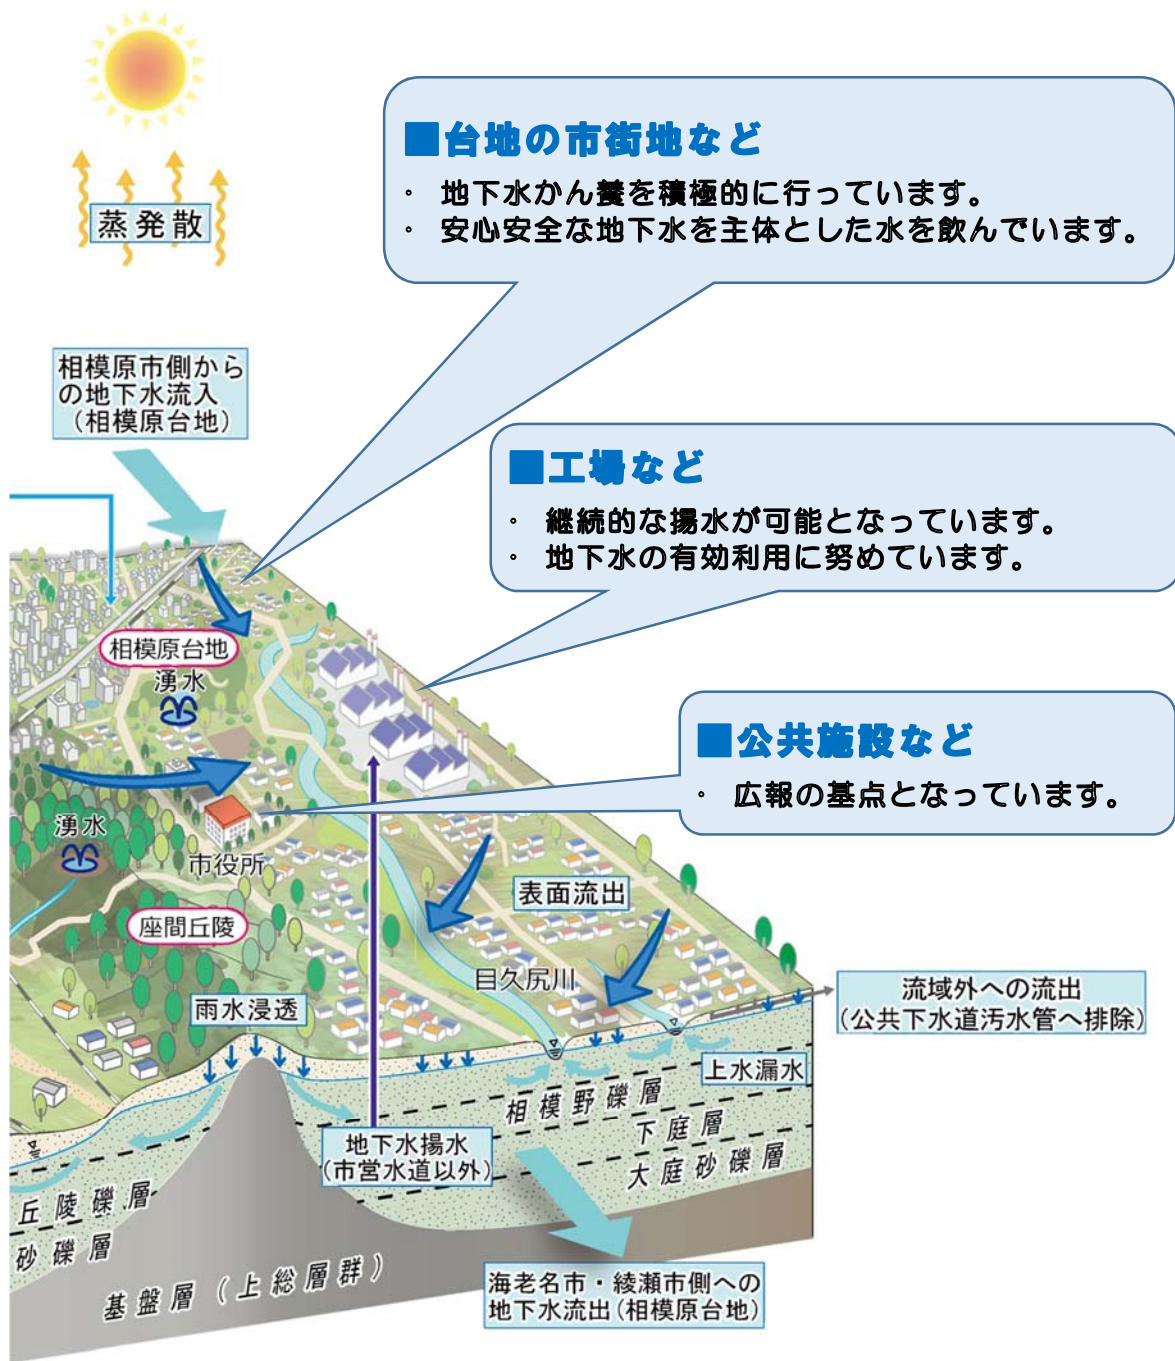 ■台地の市街地など
・ 地下水かん養を積極的に行っています。
・ 安心安全な地下水を主体とした水を飲んでいます。
蒸発散
相模原市側から
の地下水流入
（相模原台地）
■工場など
・ 継続的な揚水が可能となっています。
・ 地下水の有効利用に努めています。
相模原台地
湧水
■公共施設など
・ 広報の基点となっています。
湧水
市役所
表面流出
座間丘陵
目久尻川
雨水浸透
流域外への流出
(公共下水道汚水管へ排除)
上水漏水
相模野礫層
下庭層
大庭砂礫層
地下水揚水
(市営水道以外)
丘陵礫層
砂礫層
基盤層（上総層群）
海老名市・綾瀬市側への
地下水流出(相模原台地)